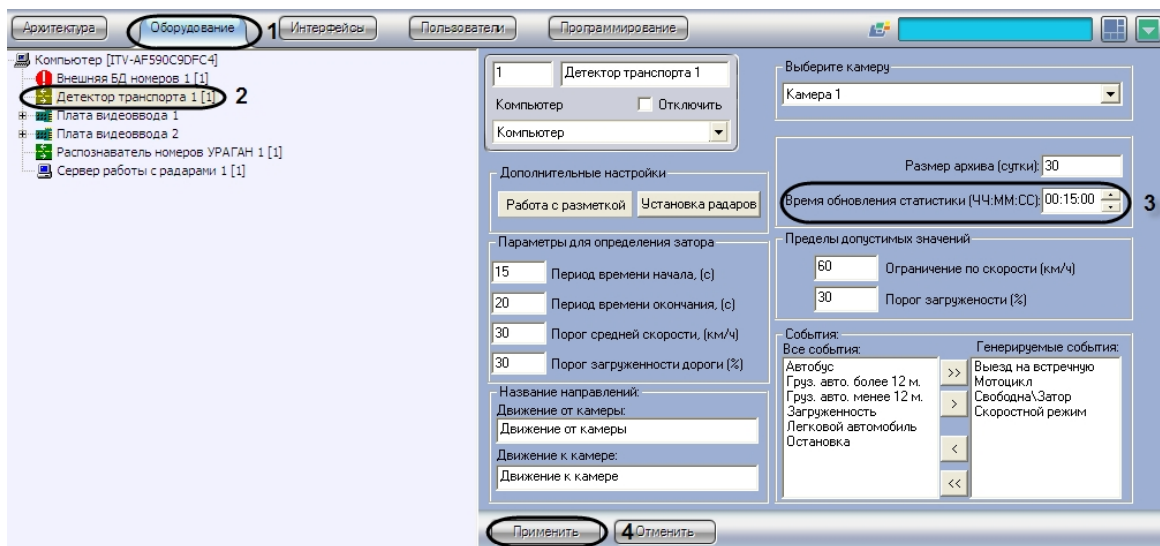 Архитектура Оборудование 1 Интерфейсы Пользователи Программирование
Компьютер [ITV-AF590C9DFC4]
Внешняя БД номеров 1 [1]
Детектор транспорта 1 [1] 2
Плата видеоввода 1
Плата видеоввода 2
Распознаватель номеров УРАГАН 1 [1]
Сервер работы с радарами 1 [1]
1 Детектор транспорта 1
Компьютер Отключить
Компьютер
Дополнительные настройки
Работа с разметкой Установка радаров
Параметры для определения затора
15 Период времени начала, (с)
20 Период времени окончания, (с)
30 Порог средней скорости, (км/ч)
30 Порог загруженности дороги (%)
Название направлений:
Движение от камеры:
Движение от камеры
Движение к камере:
Движение к камере
Выберите камеру
Камера 1
Размер архива (сутки): 30
Время обновления статистики (ЧЧ:ММ:СС): 00:15:00 3
Пределы допустимых значений
60 Ограничение по скорости (км/ч)
30 Порог загружености (%)
События:
Все события:
Автобус
Груз. авто. более 12 м.
Груз. авто. менее 12 м.
Загруженность
Легковой автомобиль
Остановка
>>
>
<
<<
Генерируемые события:
Выезд на встречную
Мотоцикл
Свободна\Затор
Скоростной режим
Применить 4 Отменить